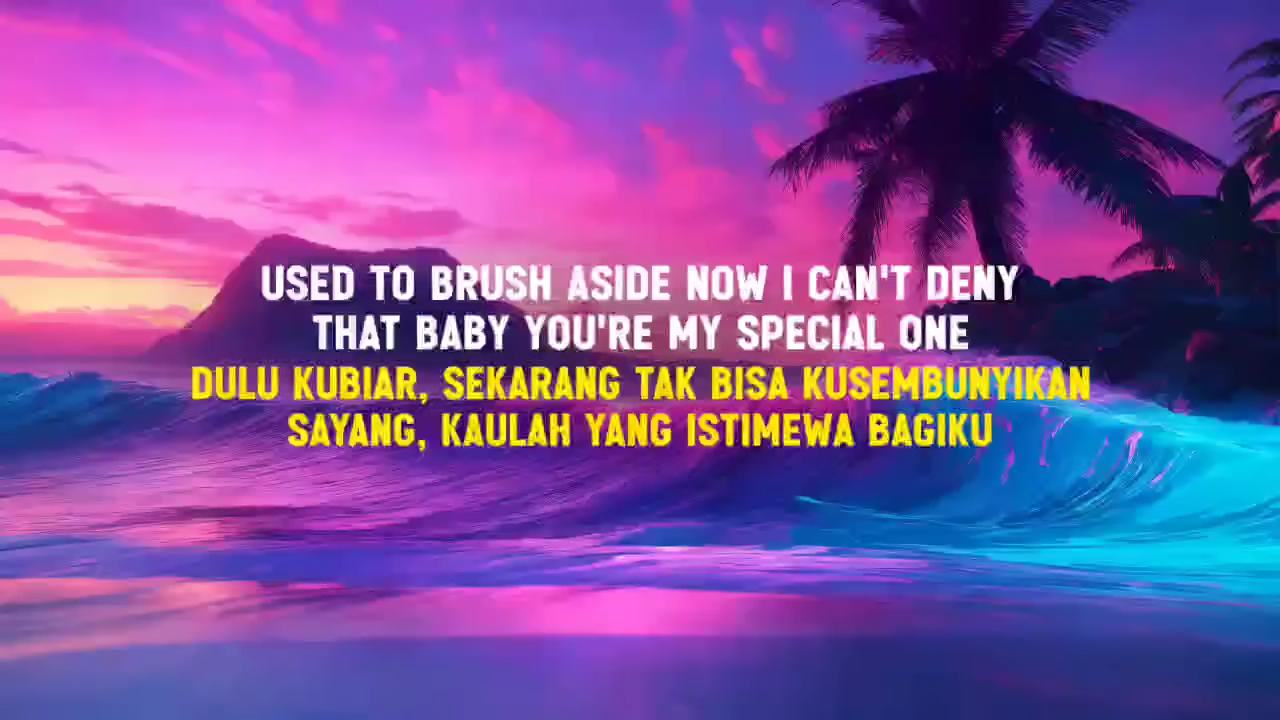 USED TO BRUSH ASIDE NOW I CAN'T DENY
THAT BABY YOU'RE MY SPECIAL ONE
DULU KUBIAR, SEKARANG TAK BISA KUSEMBUNYIKAN
SAYANG, KAULAH YANG ISTIMEWA BAGIKU